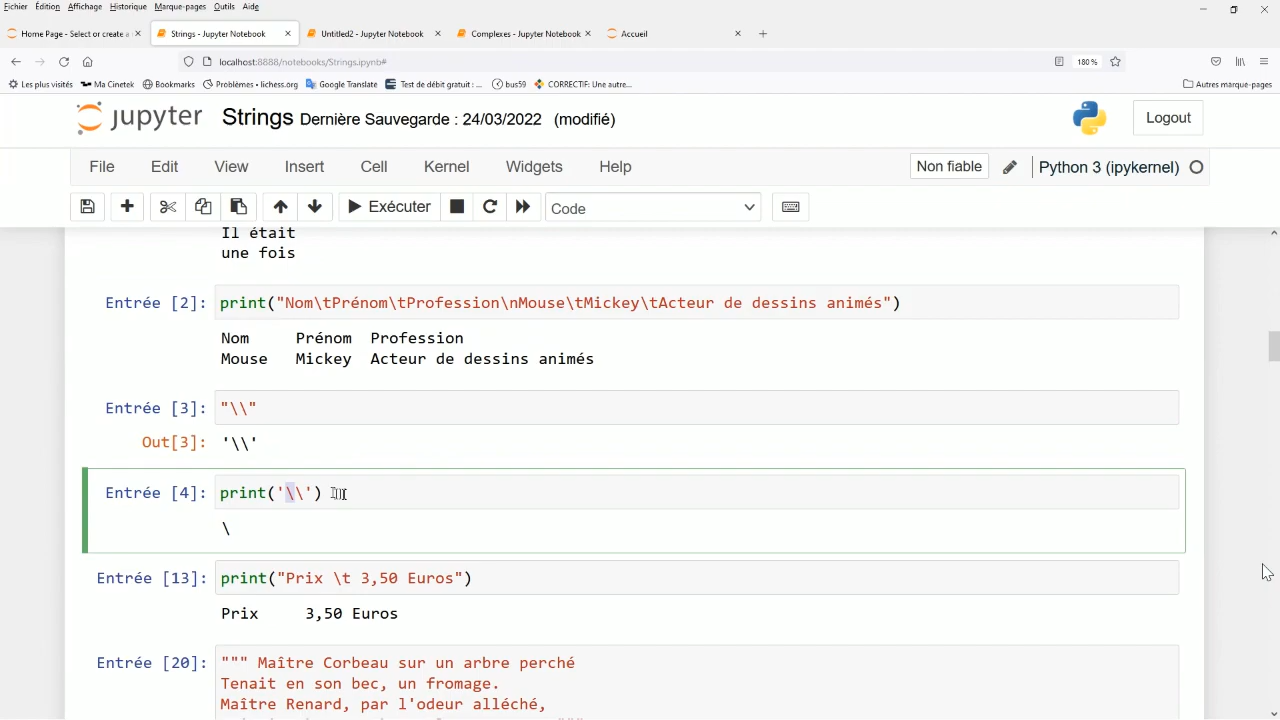 Fichier Édition Affichage Historique Marque-pages Outils Aide
Home Page - Select or create a Strings - Jupyter Notebook Untitled2 - Jupyter Notebook Complexes - Jupyter Notebook Accueil
localhost:8888/notebooks/Strings.ipynb# 180 %
Les plus visités Ma Cinetek Bookmarks Problèmes • lichess.org Google Translate Test de débit gratuit : ... bus59 CORRECTIF: Une autre... Autres marque-pages
jupyter Strings Dernière Sauvegarde : 24/03/2022 (modifié) Logout
File Edit View Insert Cell Kernel Widgets Help Non fiable Python 3 (ipykernel)
Exécuter Code
Il était
une fois
Entrée [2]: print("Nom\tPrénom\tProfession\nMouse\tMickey\tActeur de dessins animés")
Nom Prénom Profession
Mouse Mickey Acteur de dessins animés
Entrée [3]: "\\"
Out[3]: '\\'
Entrée [4]: print('\\')
\
Entrée [13]: print("Prix \t 3,50 Euros")
Prix 3,50 Euros
Entrée [20]: """ Maître Corbeau sur un arbre perché
Tenait en son bec, un fromage.
Maître Renard, par l'odeur alléché,